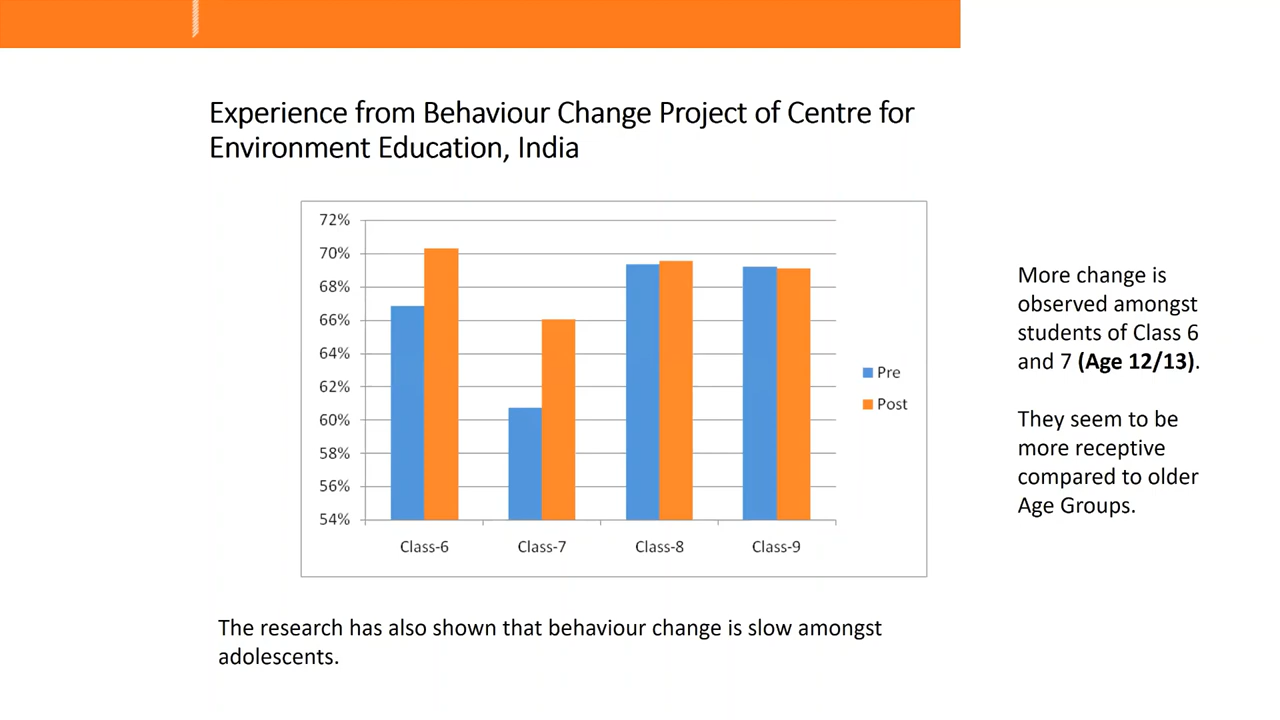 Experience from Behaviour Change Project of Centre for
Environment Education, India
72%
70%
68%
66%
64%
62%
60%
58%
56%
54%
Class-6
Class-7
Class-8
Class-9
Pre
Post
More change is
observed amongst
students of Class 6
and 7 (Age 12/13).
They seem to be
more receptive
compared to older
Age Groups.
The research has also shown that behaviour change is slow amongst
adolescents.